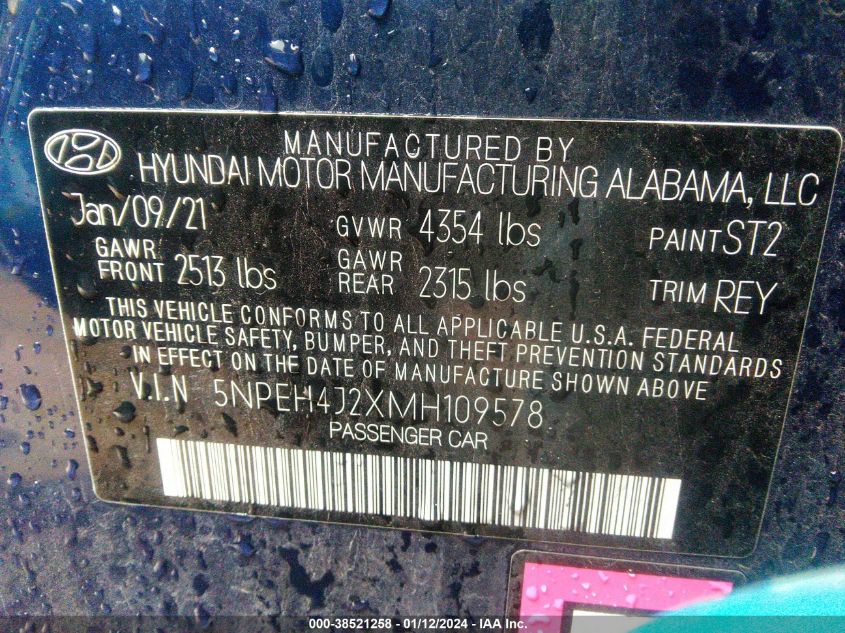 MANUFACTURED BY
HYUNDAI MOTOR MANUFACTURING ALABAMA, LLC
Jan/09/21 GVWR 4354 lbs PAINT ST2
GAWR FRONT 2513 lbs GAWR REAR 2315 lbs TRIM REY
THIS VEHICLE CONFORMS TO ALL APPLICABLE U.S.A. FEDERAL
MOTOR VEHICLE SAFETY, BUMPER, AND THEFT PREVENTION STANDARDS
IN EFFECT ON THE DATE OF MANUFACTURE SHOWN ABOVE
V.I.N 5NPEH4J2XMH109578
PASSENGER CAR
000-38521258 - 01/12/2024 - IAA Inc.